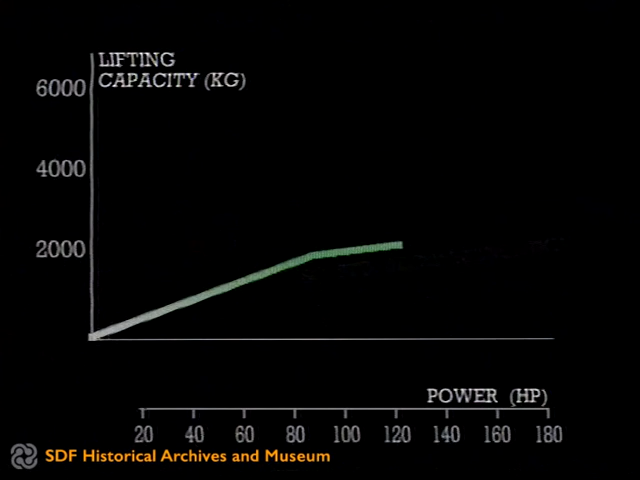 LIFTING
CAPACITY (KG)
6000
4000
2000
POWER (HP)
20 40 60 80 100 120 140 160 180
SDF Historical Archives and Museum